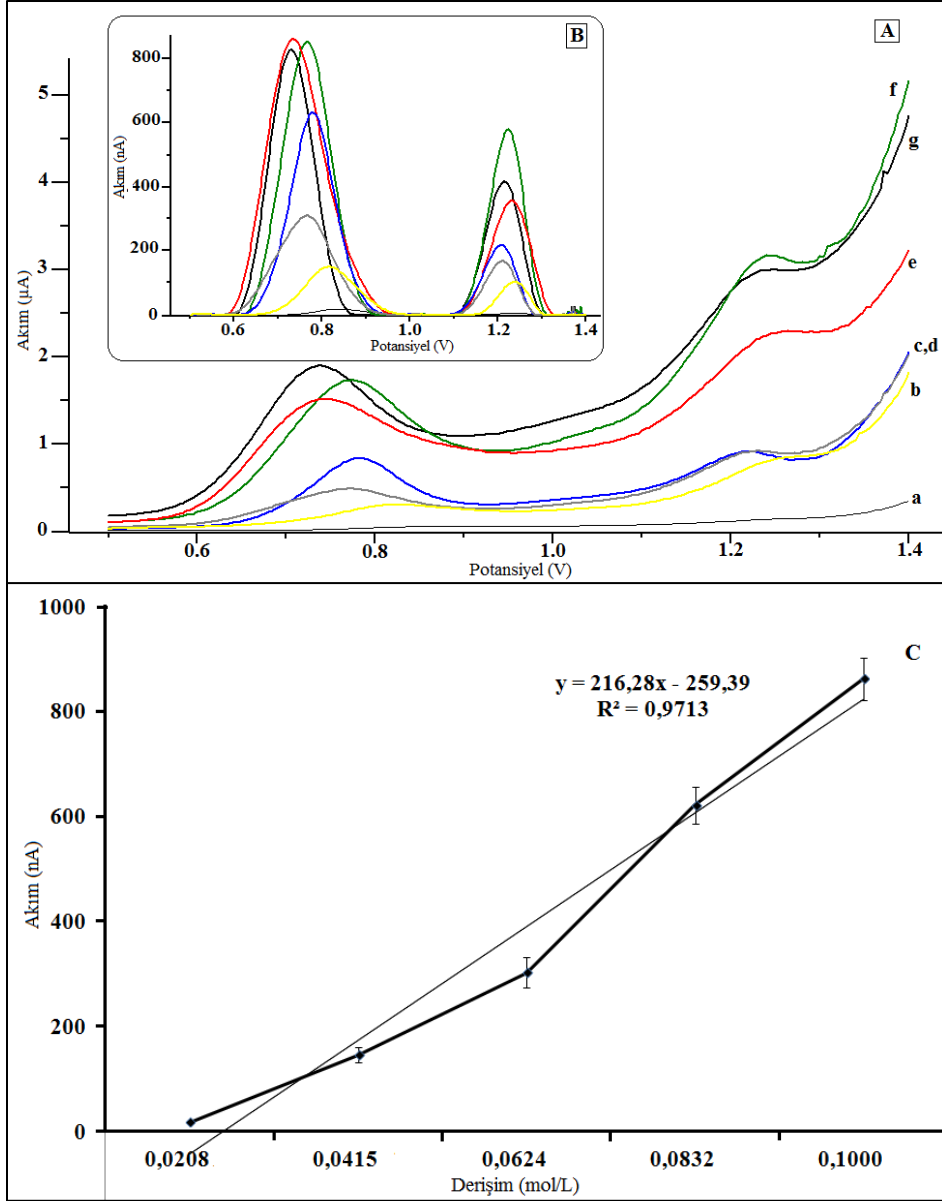 A
B
800
600
400
200
0
Akım (nA)
0.6 0.8 1.0 1.2 1.4
Potansiyel (V)
5
4
3
2
1
0
Akım (µA)
f
g
e
c,d
b
a
0.6 0.8 1.0 1.2 1.4
Potansiyel (V)
C
y = 216,28x - 259,39
R² = 0,9713
1000
800
600
400
200
0
Akım (nA)
0,0208 0,0415 0,0624 0,0832 0,1000
Derişim (mol/L)